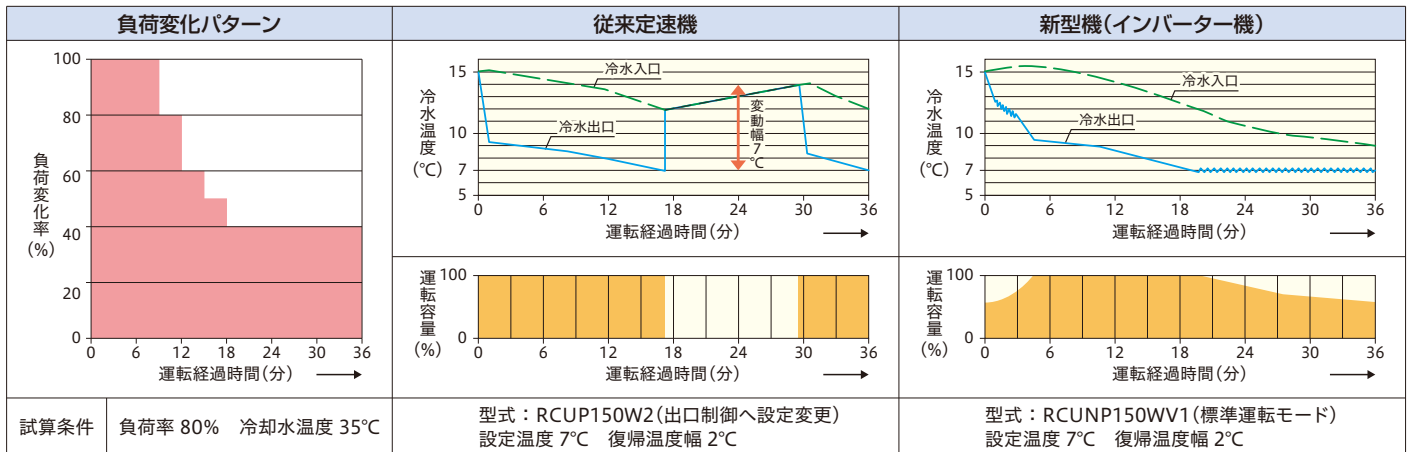 負荷変化パターン
従来定速機
新型機（インバーター機）
負荷変化率（%）
100
80
60
40
20
0
0 6 12 18 24 30 36
運転経過時間（分）
冷水温度（℃）
15
10
7
5
冷水入口
冷水出口
変動幅7℃
0 6 12 18 24 30 36
運転経過時間（分）
運転容量（%）
100
0
0 6 12 18 24 30 36
運転経過時間（分）
冷水温度（℃）
15
10
7
5
冷水入口
冷水出口
0 6 12 18 24 30 36
運転経過時間（分）
運転容量（%）
100
0
0 6 12 18 24 30 36
運転経過時間（分）
試算条件
負荷率 80%　冷却水温度 35℃
型式：RCUP150W2（出口制御へ設定変更）
設定温度 7℃　復帰温度幅 2℃
型式：RCUNP150WV1（標準運転モード）
設定温度 7℃　復帰温度幅 2℃